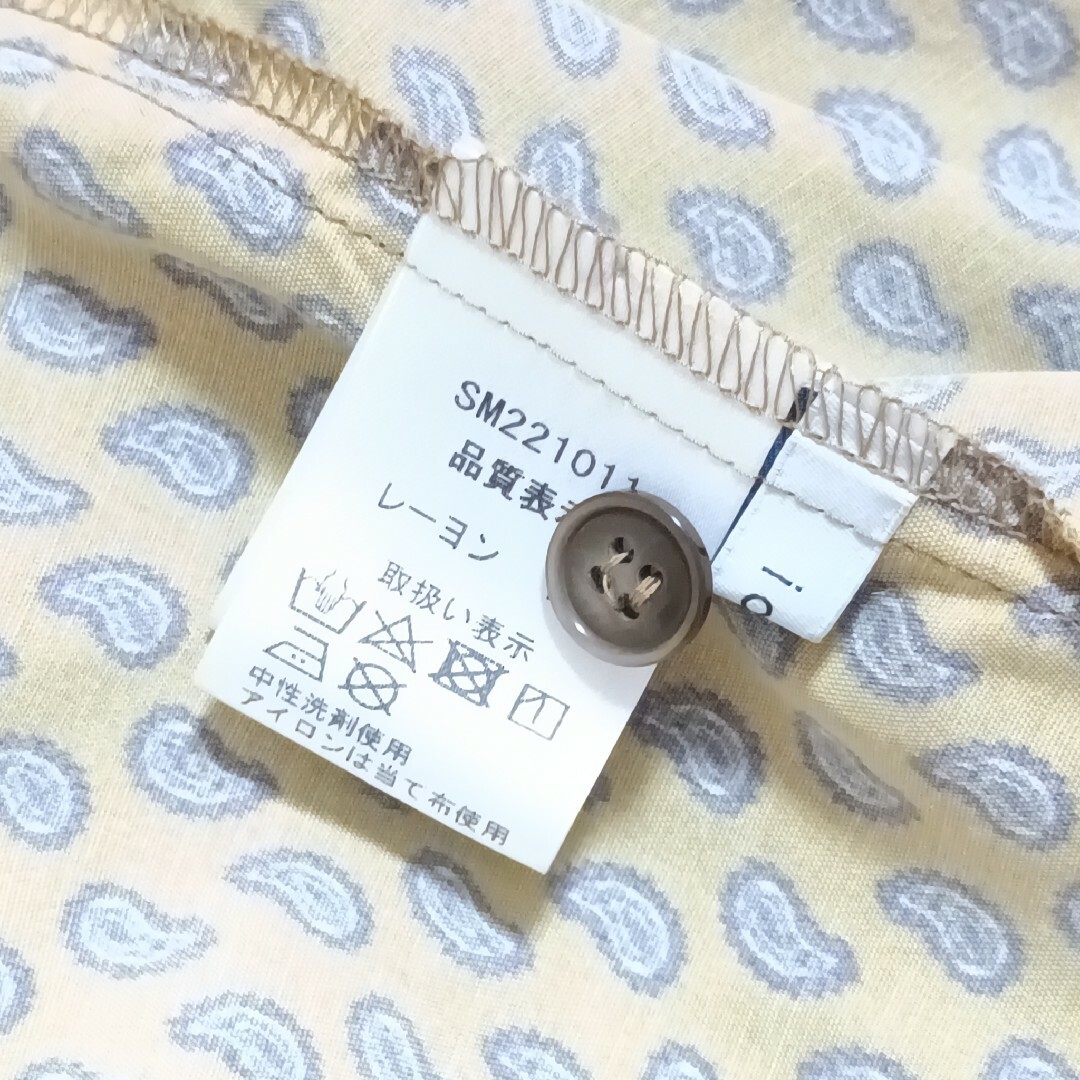 SM221011
品質表示
レーヨン
取扱い表示
中性洗剤使用
アイロンは当て布使用